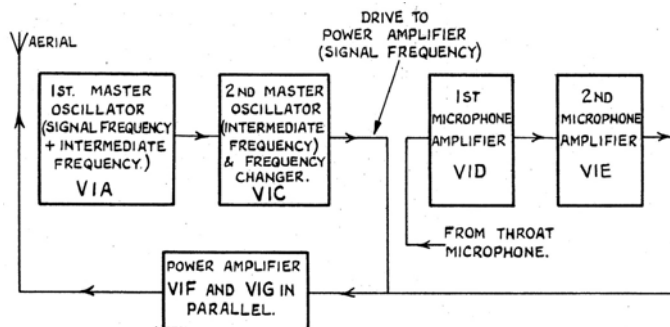 AERIAL
1ST. MASTER
OSCILLATOR
(SIGNAL FREQUENCY
+ INTERMEDIATE
FREQUENCY.)
V1A
2ND MASTER
OSCILLATOR
(INTERMEDIATE
FREQUENCY)
& FREQUENCY
CHANGER.
V1C
DRIVE TO
POWER AMPLIFIER
(SIGNAL FREQUENCY)
1ST
MICROPHONE
AMPLIFIER
V1D
2ND
MICROPHONE
AMPLIFIER
V1E
FROM THROAT
MICROPHONE.
POWER AMPLIFIER
V1F AND V1G IN
PARALLEL.